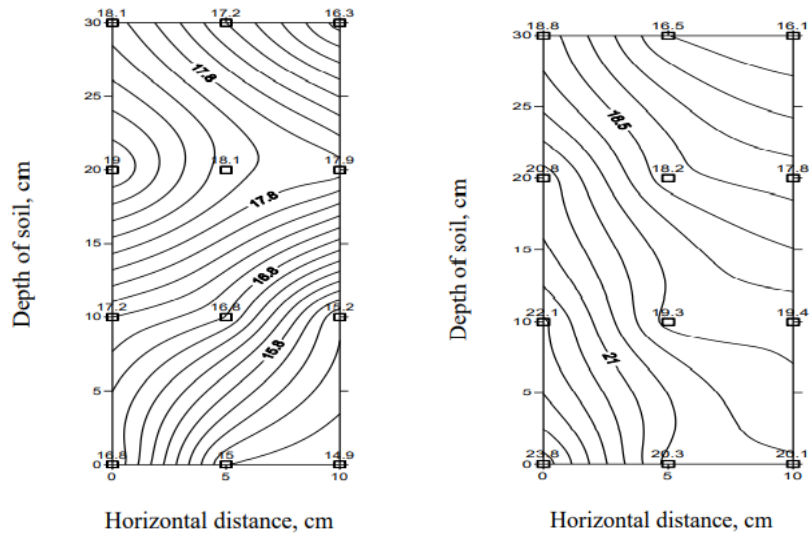 18.1 17.2 16.3
30
17.8
25
19 18.1 17.9
20
17.8
15
16.8
17.2 16.8 15.2
10
15.8
5
16.8 15 14.9
0
0 5 10
Depth of soil, cm
Horizontal distance, cm
18.8 16.5 16.1
30
25
18.5
20.8 18.2 17.8
20
15
22.1 19.3 19.4
10
21
5
23.8 20.3 20.1
0
0 5 10
Depth of soil, cm
Horizontal distance, cm